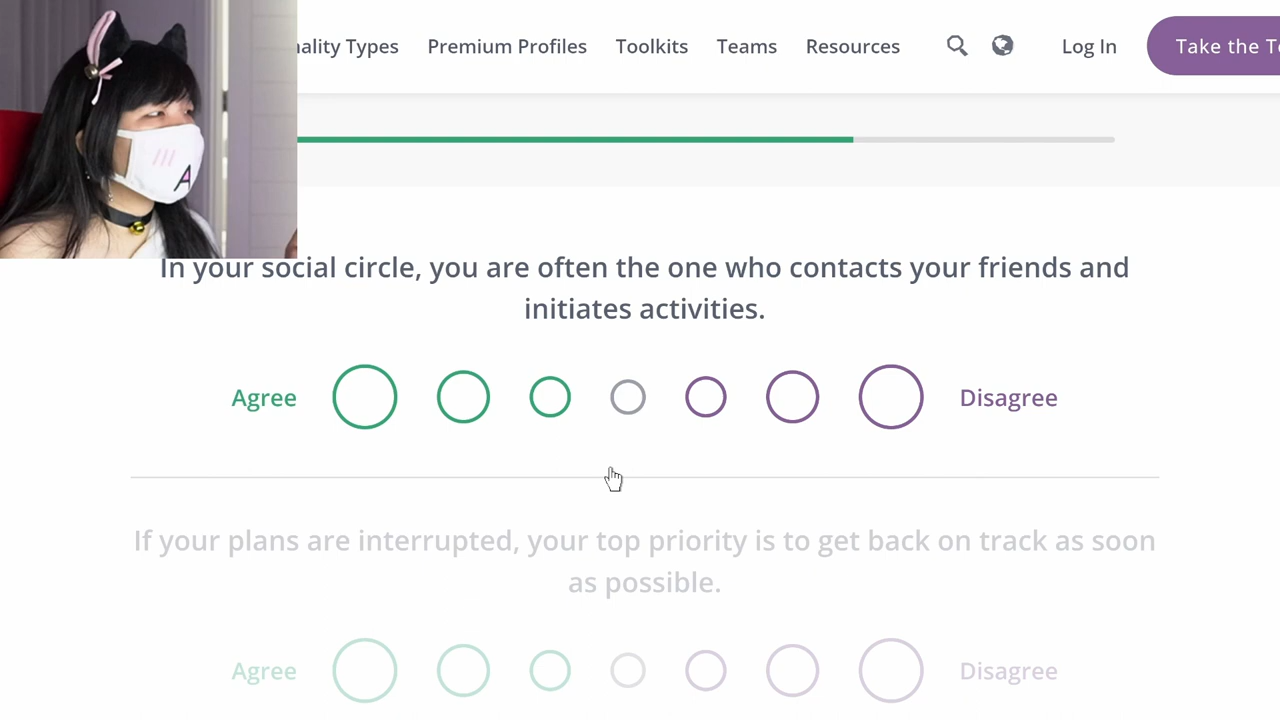 ality Types Premium Profiles Toolkits Teams Resources Log In Take the Te
In your social circle, you are often the one who contacts your friends and
initiates activities.
Agree Disagree
If your plans are interrupted, your top priority is to get back on track as soon
as possible.
Agree Disagree
A